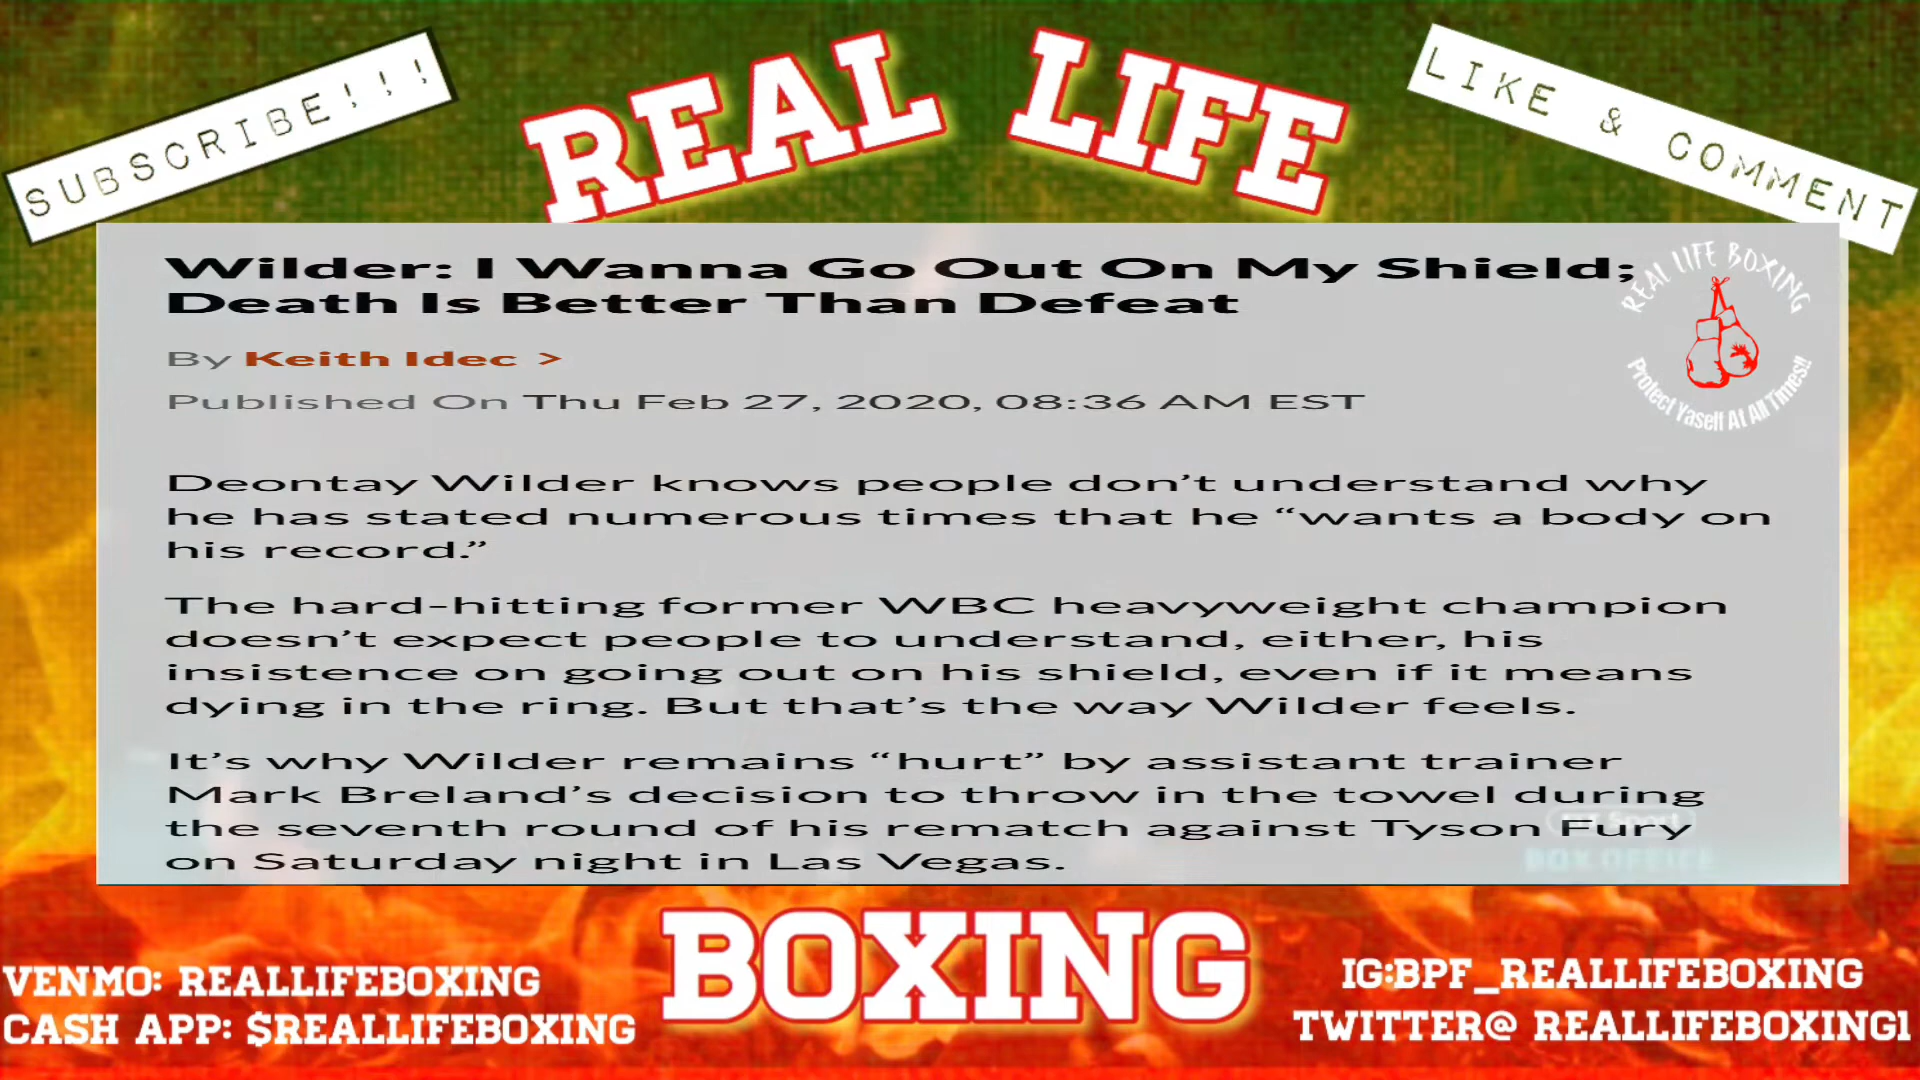 SUBSCRIBE!!!
REAL LIFE
LIKE & COMMENT
Wilder: I Wanna Go Out On My Shield;
Death Is Better Than Defeat
By Keith Idec >
Published On Thu Feb 27, 2020, 08:36 AM EST
REAL LIFE BOXING
Protect Yaself At All Times!!
Deontay Wilder knows people don’t understand why
he has stated numerous times that he “wants a body on
his record.”
The hard-hitting former WBC heavyweight champion
doesn’t expect people to understand, either, his
insistence on going out on his shield, even if it means
dying in the ring. But that’s the way Wilder feels.
It’s why Wilder remains “hurt” by assistant trainer
Mark Breland’s decision to throw in the towel during
the seventh round of his rematch against Tyson Fury
on Saturday night in Las Vegas.
Sport
BOX OFFICE
BOXING
VENMO: REALLIFEBOXING
CASH APP: $REALLIFEBOXING
IG:BPF_REALLIFEBOXING
TWITTER@ REALLIFEBOXING1